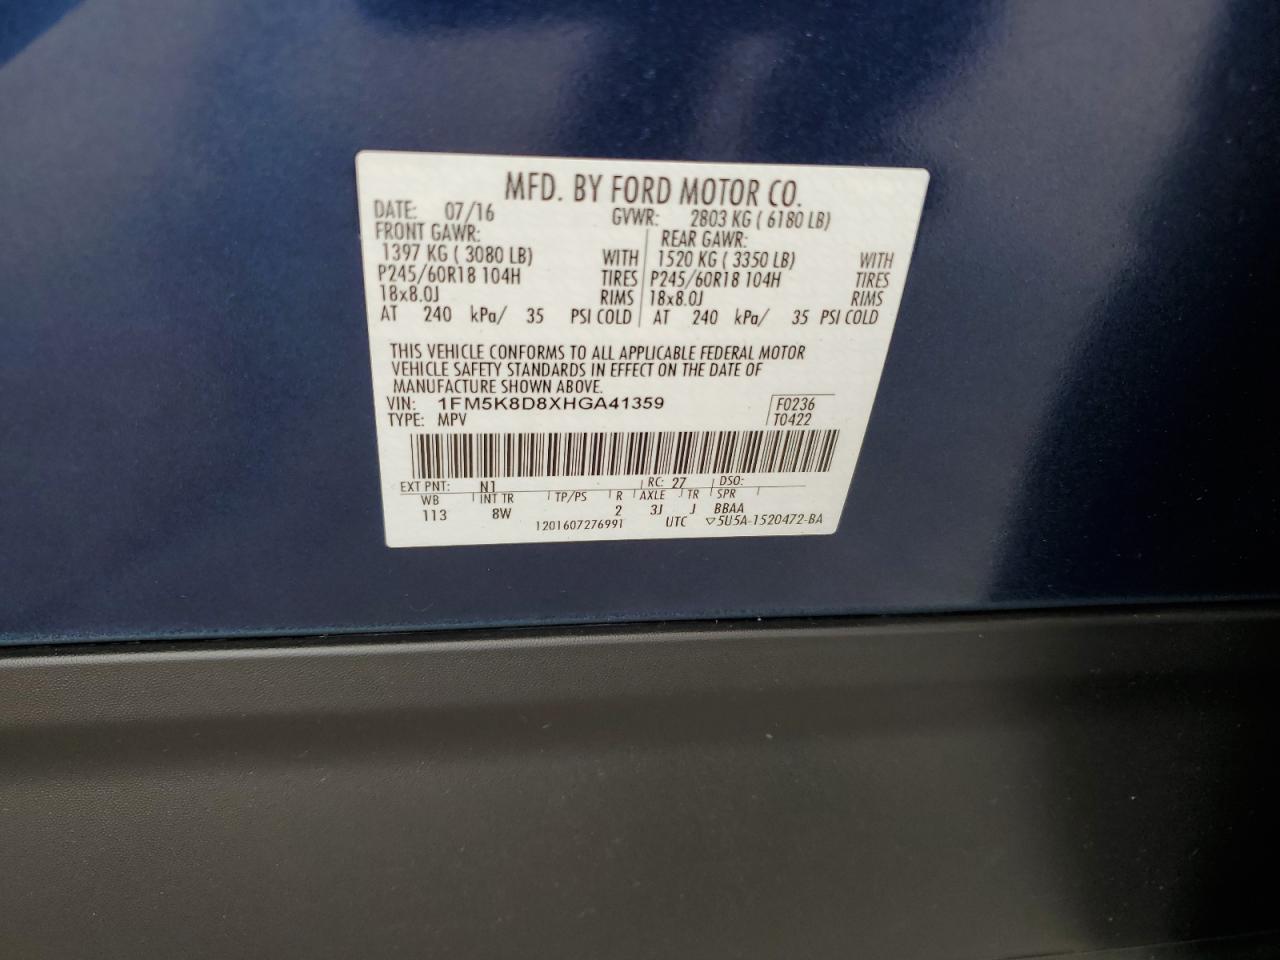 MFD. BY FORD MOTOR CO.
DATE: 07/16 GVWR: 2803 KG ( 6180 LB)
FRONT GAWR: REAR GAWR:
1397 KG ( 3080 LB) WITH 1520 KG ( 3350 LB) WITH
P245/60R18 104H TIRES P245/60R18 104H TIRES
18x8.0J RIMS 18x8.0J RIMS
AT 240 kPa/ 35 PSI COLD AT 240 kPa/ 35 PSI COLD
THIS VEHICLE CONFORMS TO ALL APPLICABLE FEDERAL MOTOR
VEHICLE SAFETY STANDARDS IN EFFECT ON THE DATE OF
MANUFACTURE SHOWN ABOVE.
VIN: 1FM5K8D8XHGA41359 F0236
TYPE: MPV T0422
EXT PNT: N1 RC: 27 DSO:
WB INT TR TP/PS R AXLE TR SPR
113 8W 2 3J J BBAA
1201607276991 UTC ▽5U5A-1520472-BA